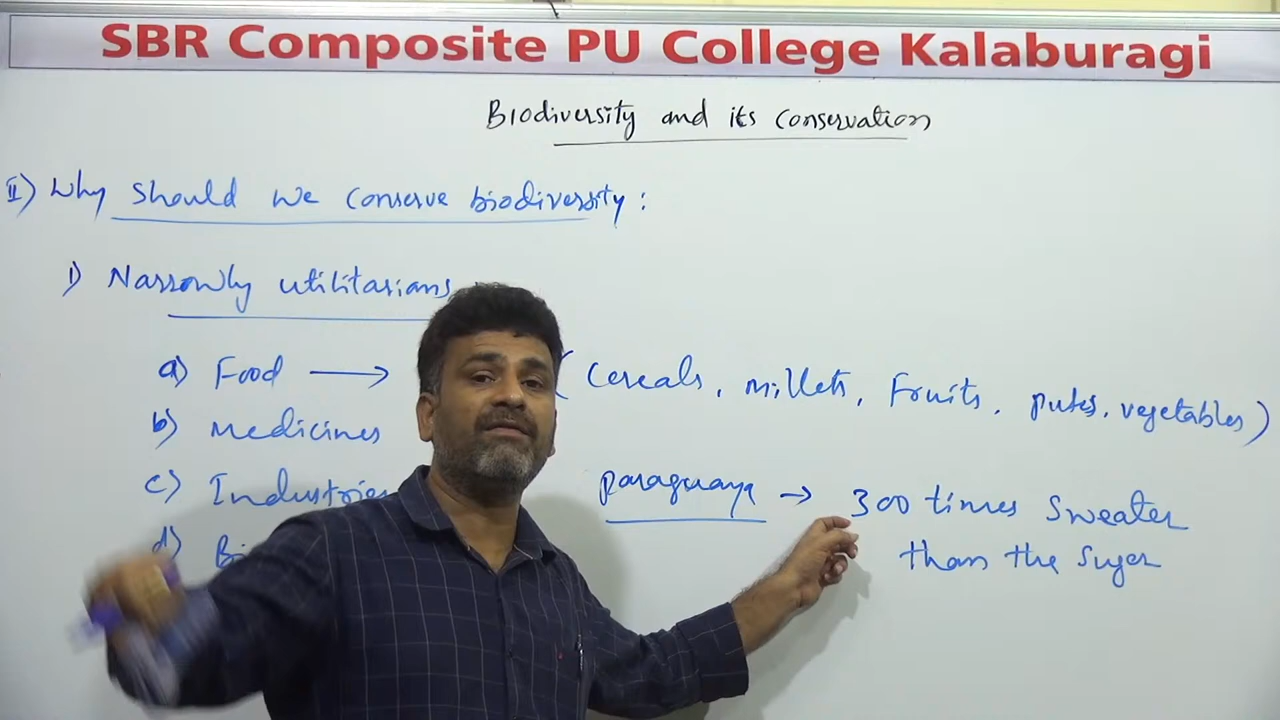 SBR Composite PU College Kalaburagi
Biodiversity and its conservation
II) Why should we conserve biodiversity :
1) Narrowly utilitarians
a) Food → ( Cereals, Millets, Fruits, pulses, vegetables )
b) Medicines
c) Industries paraguaya → 300 times Sweater
d) than the Suger